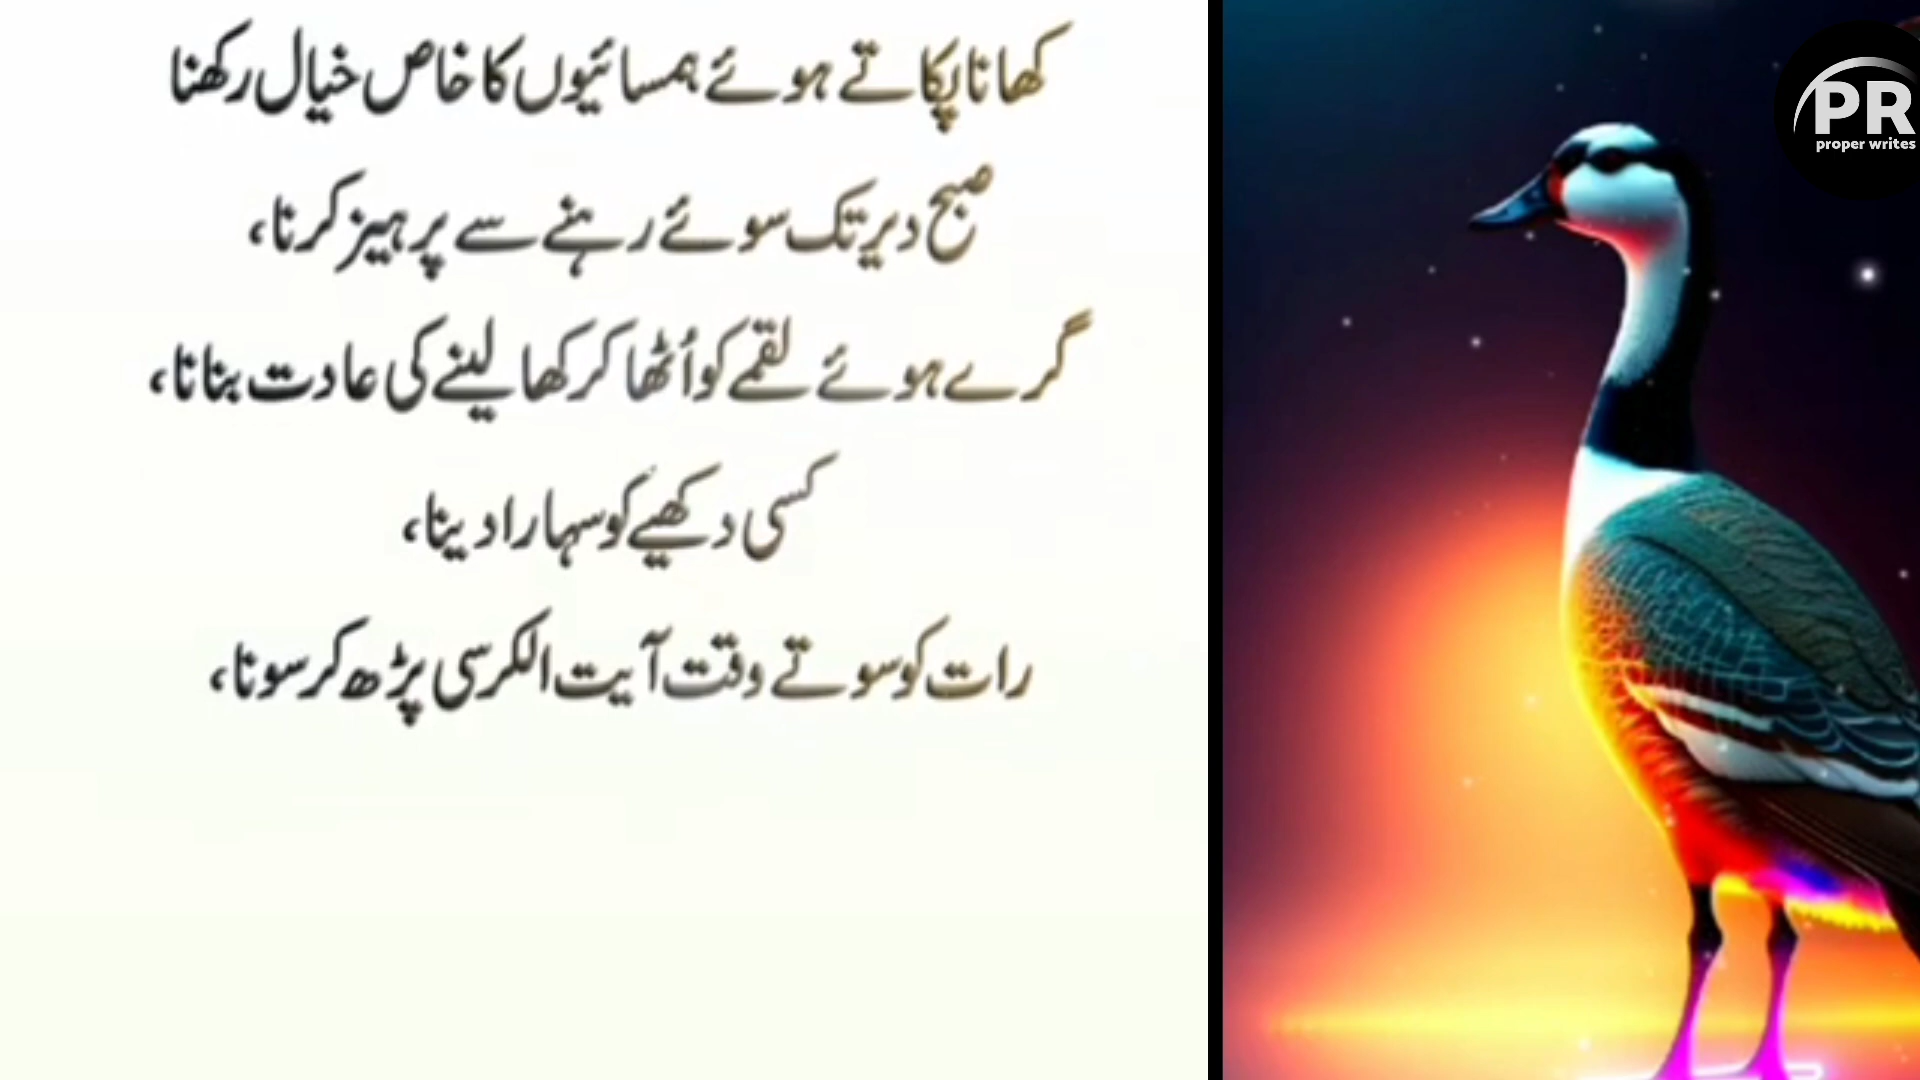 کھانا پکاتے ہوئے ہمسائیوں کا خاص خیال رکھنا
صبح دیر تک سوئے رہنے سے پرہیز کرنا،
گرے ہوئے لقمے کو اُٹھا کر کھا لینے کی عادت بنانا،
کسی دکھیے کو سہارا دینا،
رات کو سوتے وقت آیت الکرسی پڑھ کر سونا،
PR
proper writes